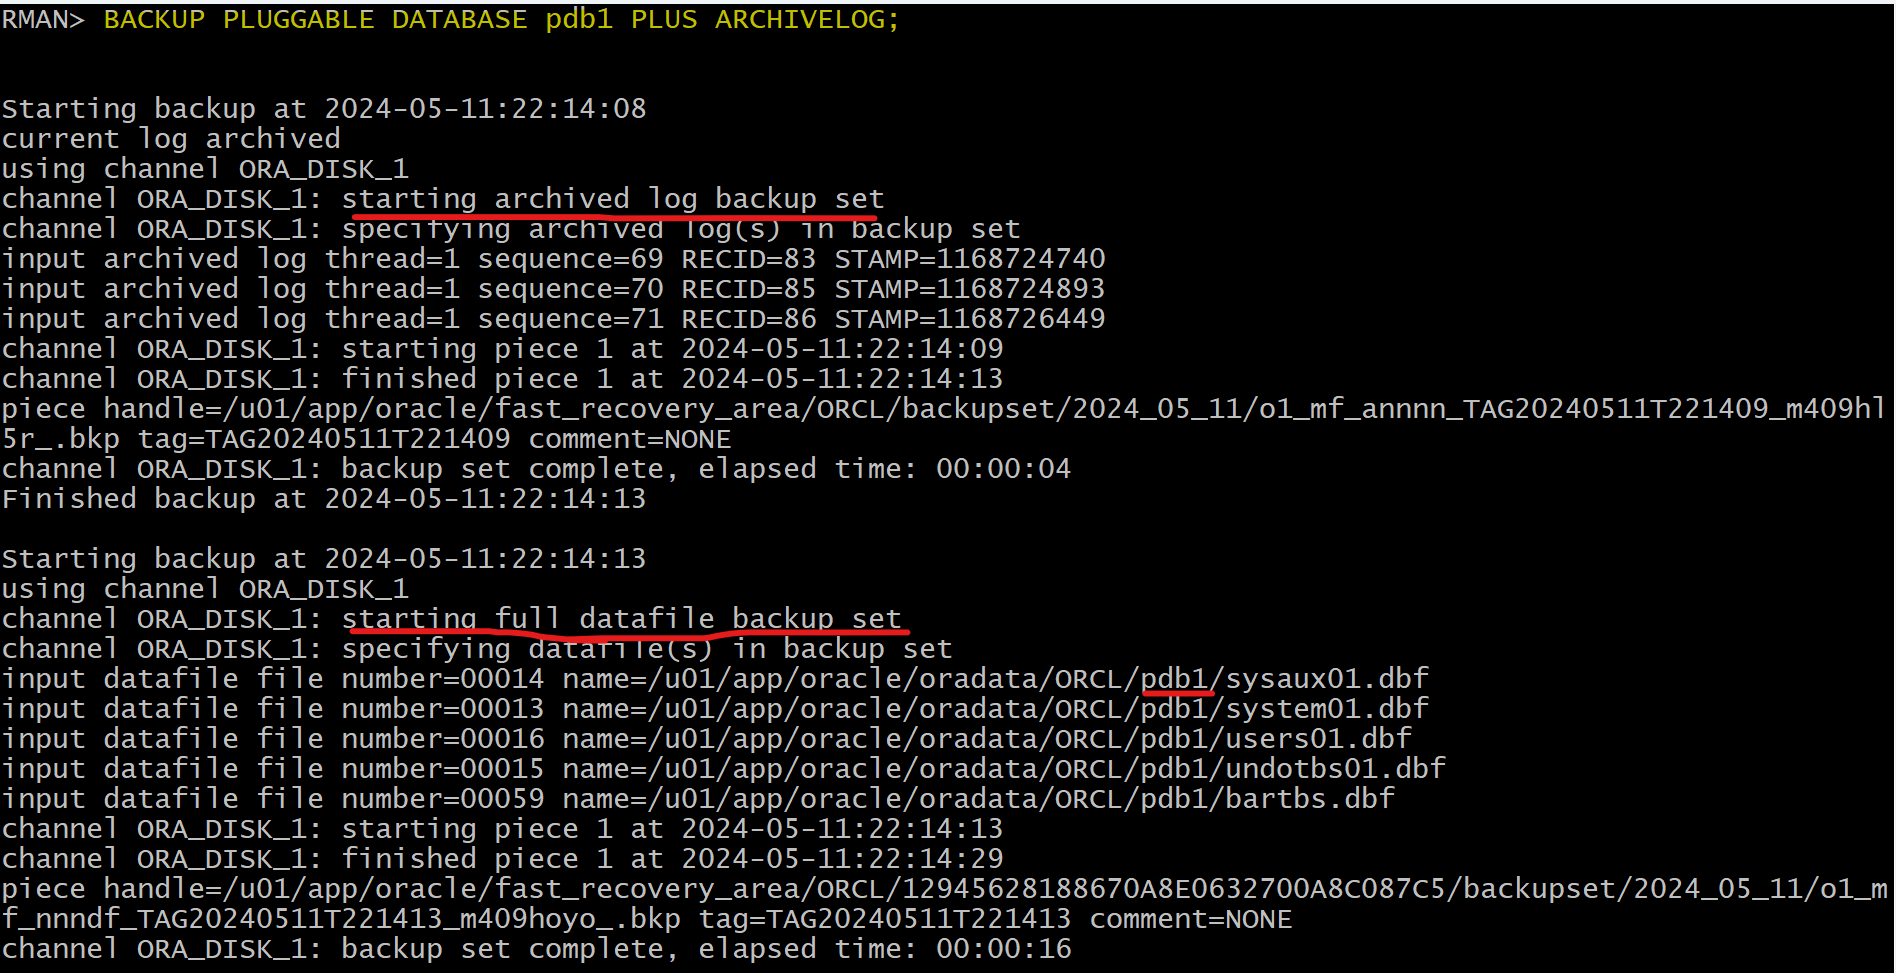 RMAN> BACKUP PLUGGABLE DATABASE pdb1 PLUS ARCHIVELOG;
Starting backup at 2024-05-11:22:14:08
current log archived
using channel ORA_DISK_1
channel ORA_DISK_1: starting archived log backup set
channel ORA_DISK_1: specifying archived log(s) in backup set
input archived log thread=1 sequence=69 RECID=83 STAMP=1168724740
input archived log thread=1 sequence=70 RECID=85 STAMP=1168724893
input archived log thread=1 sequence=71 RECID=86 STAMP=1168726449
channel ORA_DISK_1: starting piece 1 at 2024-05-11:22:14:09
channel ORA_DISK_1: finished piece 1 at 2024-05-11:22:14:13
piece handle=/u01/app/oracle/fast_recovery_area/ORCL/backupset/2024_05_11/o1_mf_annnn_TAG20240511T221409_m409hl
5r_.bkp tag=TAG20240511T221409 comment=NONE
channel ORA_DISK_1: backup set complete, elapsed time: 00:00:04
Finished backup at 2024-05-11:22:14:13
Starting backup at 2024-05-11:22:14:13
using channel ORA_DISK_1
channel ORA_DISK_1: starting full datafile backup set
channel ORA_DISK_1: specifying datafile(s) in backup set
input datafile file number=00014 name=/u01/app/oracle/oradata/ORCL/pdb1/sysaux01.dbf
input datafile file number=00013 name=/u01/app/oracle/oradata/ORCL/pdb1/system01.dbf
input datafile file number=00016 name=/u01/app/oracle/oradata/ORCL/pdb1/users01.dbf
input datafile file number=00015 name=/u01/app/oracle/oradata/ORCL/pdb1/undotbs01.dbf
input datafile file number=00059 name=/u01/app/oracle/oradata/ORCL/pdb1/bartbs.dbf
channel ORA_DISK_1: starting piece 1 at 2024-05-11:22:14:13
channel ORA_DISK_1: finished piece 1 at 2024-05-11:22:14:29
piece handle=/u01/app/oracle/fast_recovery_area/ORCL/12945628188670A8E0632700A8C087C5/backupset/2024_05_11/o1_m
f_nnndf_TAG20240511T221413_m409hoyo_.bkp tag=TAG20240511T221413 comment=NONE
channel ORA_DISK_1: backup set complete, elapsed time: 00:00:16